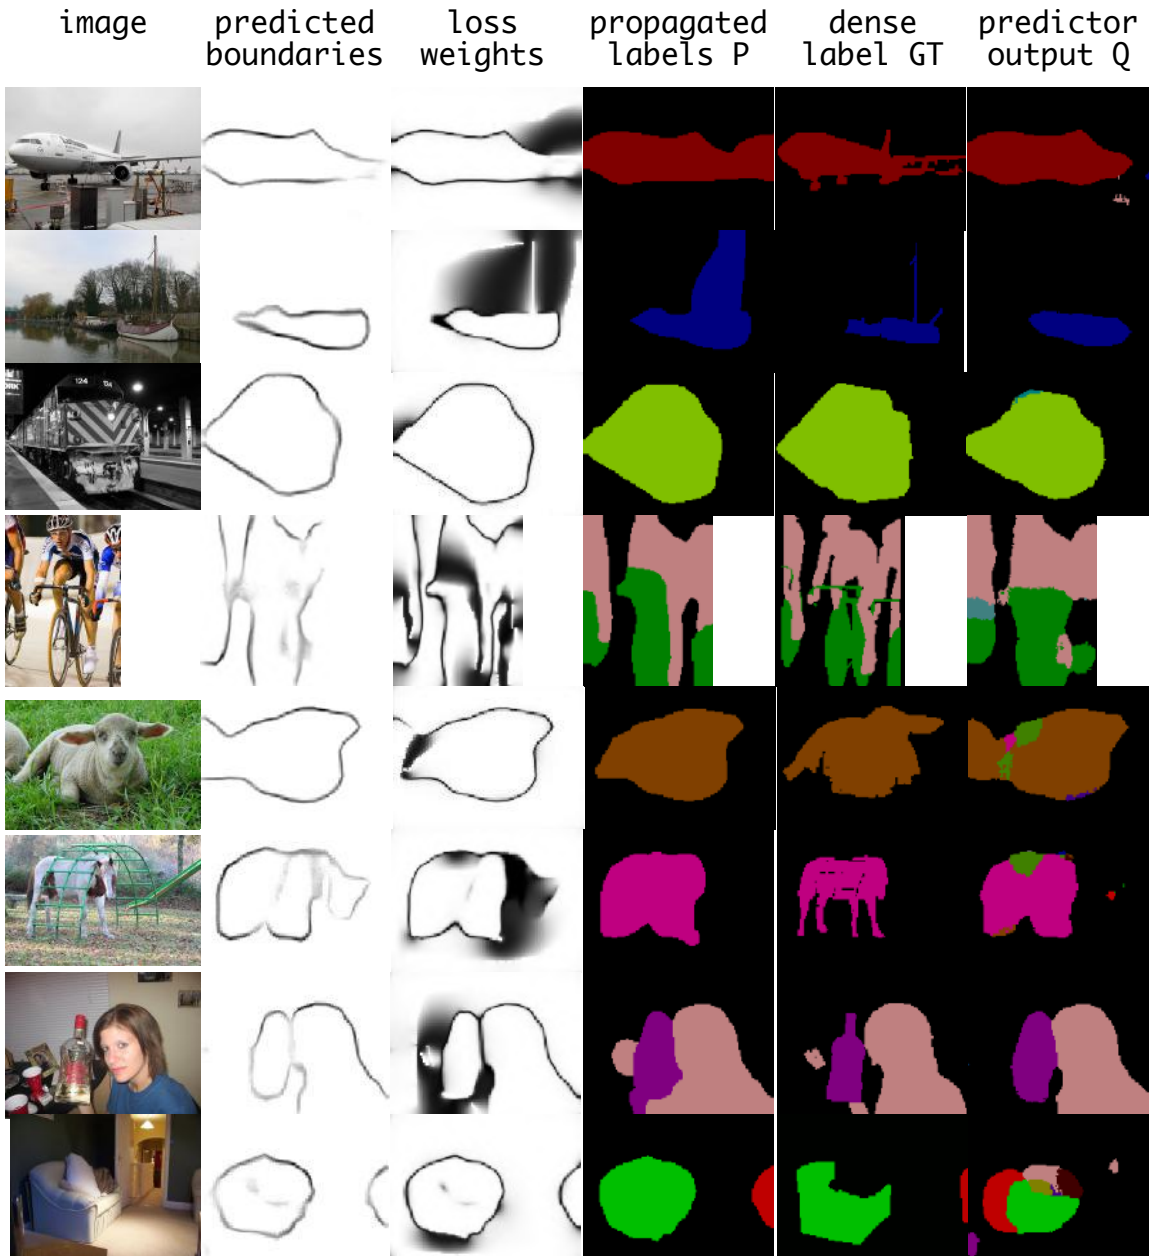 image
predicted
boundaries
loss
weights
propagated
labels P
dense
label GT
predictor
output Q
124